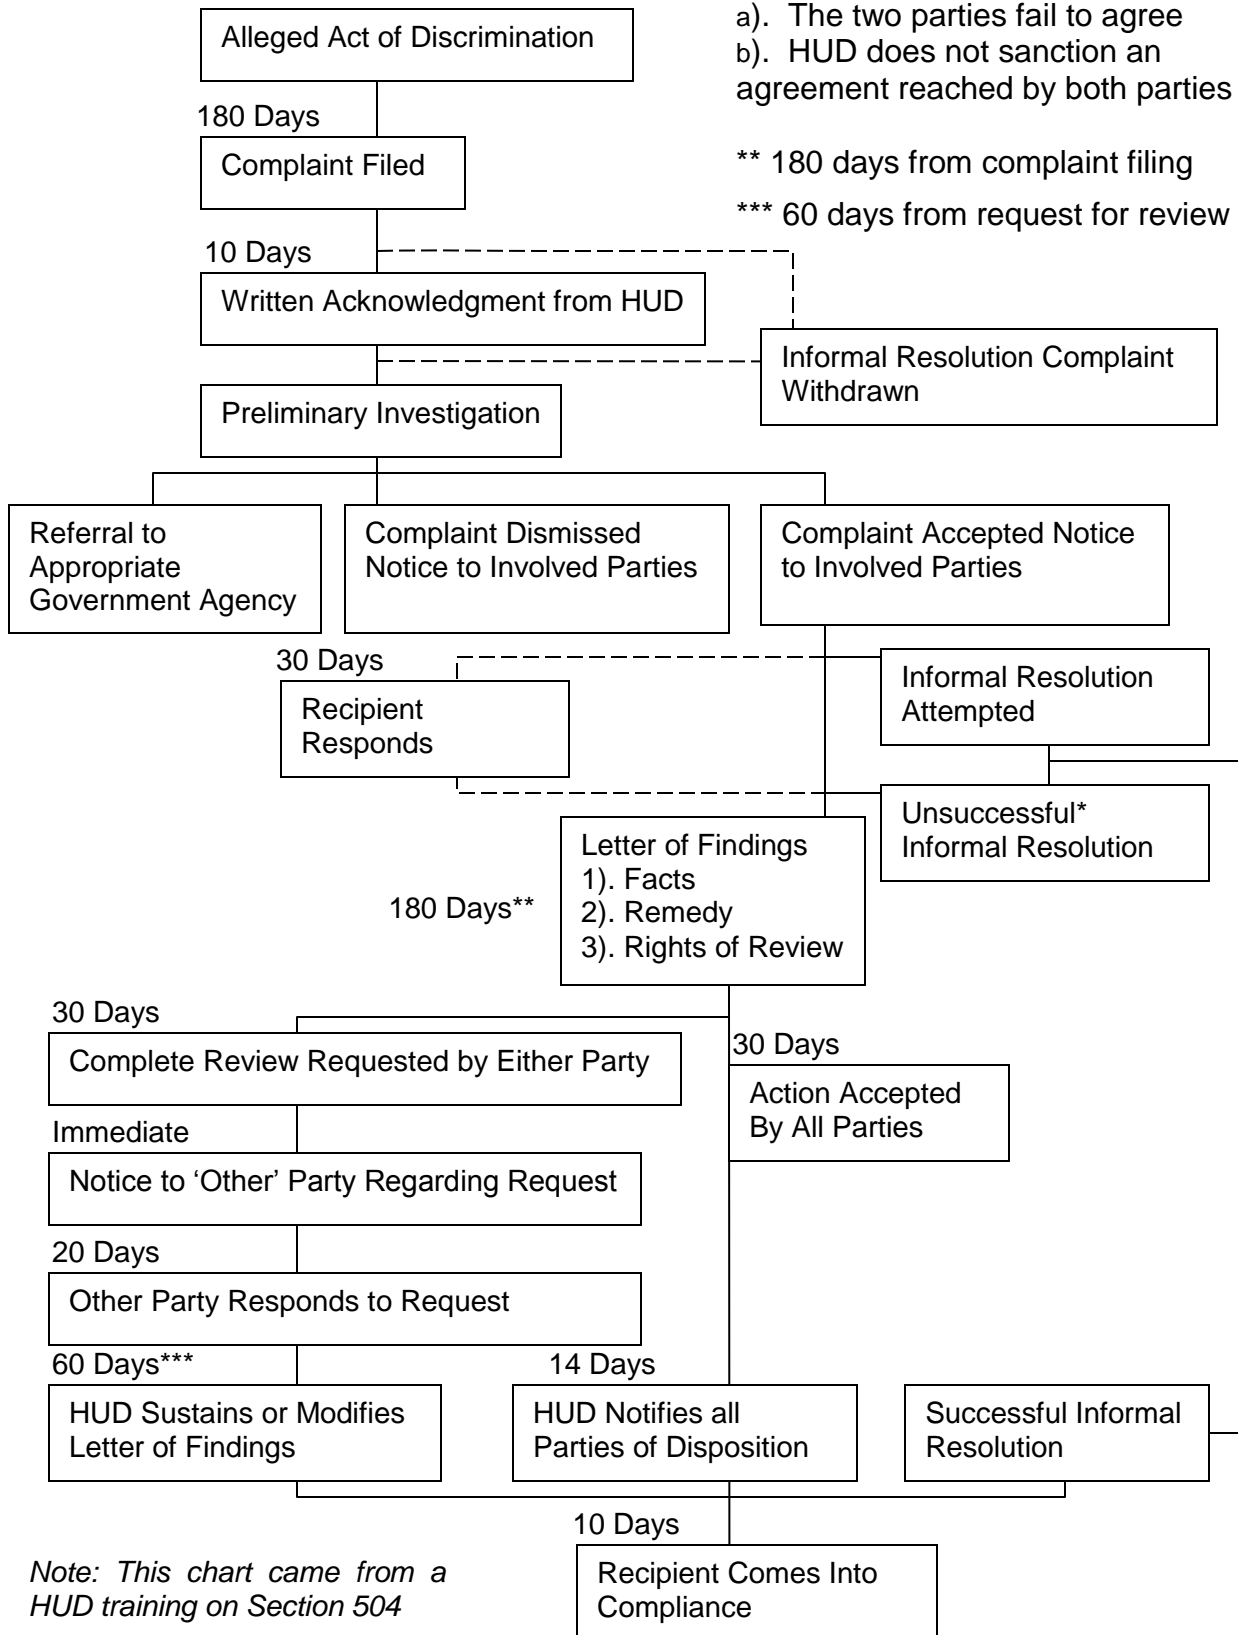 Alleged Act of Discrimination
a). The two parties fail to agree
b). HUD does not sanction an
agreement reached by both parties
** 180 days from complaint filing
*** 60 days from request for review
180 Days
Complaint Filed
10 Days
Written Acknowledgment from HUD
Informal Resolution Complaint
Withdrawn
Preliminary Investigation
Referral to
Appropriate
Government Agency
Complaint Dismissed
Notice to Involved Parties
Complaint Accepted Notice
to Involved Parties
30 Days
Recipient
Responds
Informal Resolution
Attempted
Unsuccessful*
Informal Resolution
180 Days**
Letter of Findings
1). Facts
2). Remedy
3). Rights of Review
30 Days
Complete Review Requested by Either Party
30 Days
Action Accepted
By All Parties
Immediate
Notice to ‘Other’ Party Regarding Request
20 Days
Other Party Responds to Request
60 Days***
HUD Sustains or Modifies
Letter of Findings
14 Days
HUD Notifies all
Parties of Disposition
Successful Informal
Resolution
10 Days
Recipient Comes Into
Compliance
Note: This chart came from a
HUD training on Section 504